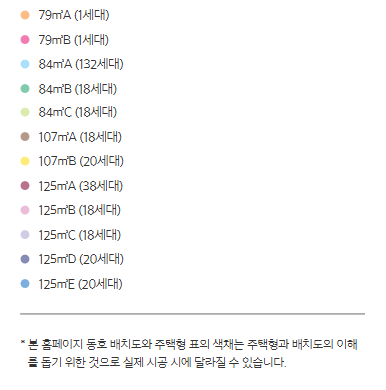 79㎡A (1세대)
79㎡B (1세대)
84㎡A (132세대)
84㎡B (18세대)
84㎡C (18세대)
107㎡A (18세대)
107㎡B (20세대)
125㎡A (38세대)
125㎡B (18세대)
125㎡C (18세대)
125㎡D (20세대)
125㎡E (20세대)
* 본 홈페이지 동호 배치도와 주택형 표의 색채는 주택형과 배치도의 이해
를 돕기 위한 것으로 실제 시공 시에 달라질 수 있습니다.